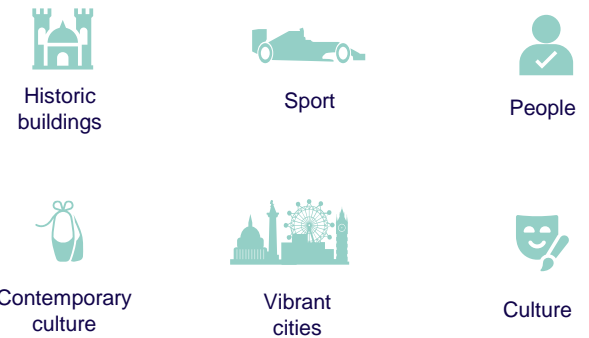 Historic
buildings
Sport
People
Contemporary
culture
Vibrant
cities
Culture